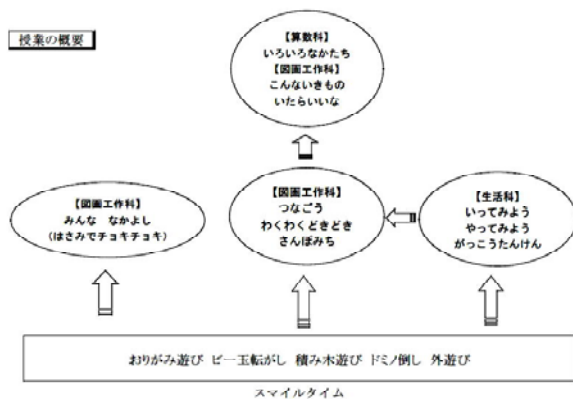 授業の概要
【算数科】
いろいろなかたち
【図画工作科】
こんないきもの
いたらいいな
【図画工作科】
みんな なかよし
(はさみでチョキチョキ)
【図画工作科】
つなごう
わくわくどきどき
さんぽみち
【生活科】
いってみよう
やってみよう
がっこうたんけん
おりがみ遊び ビー玉転がし 積み木遊び ドミノ倒し 外遊び
スマイルタイム